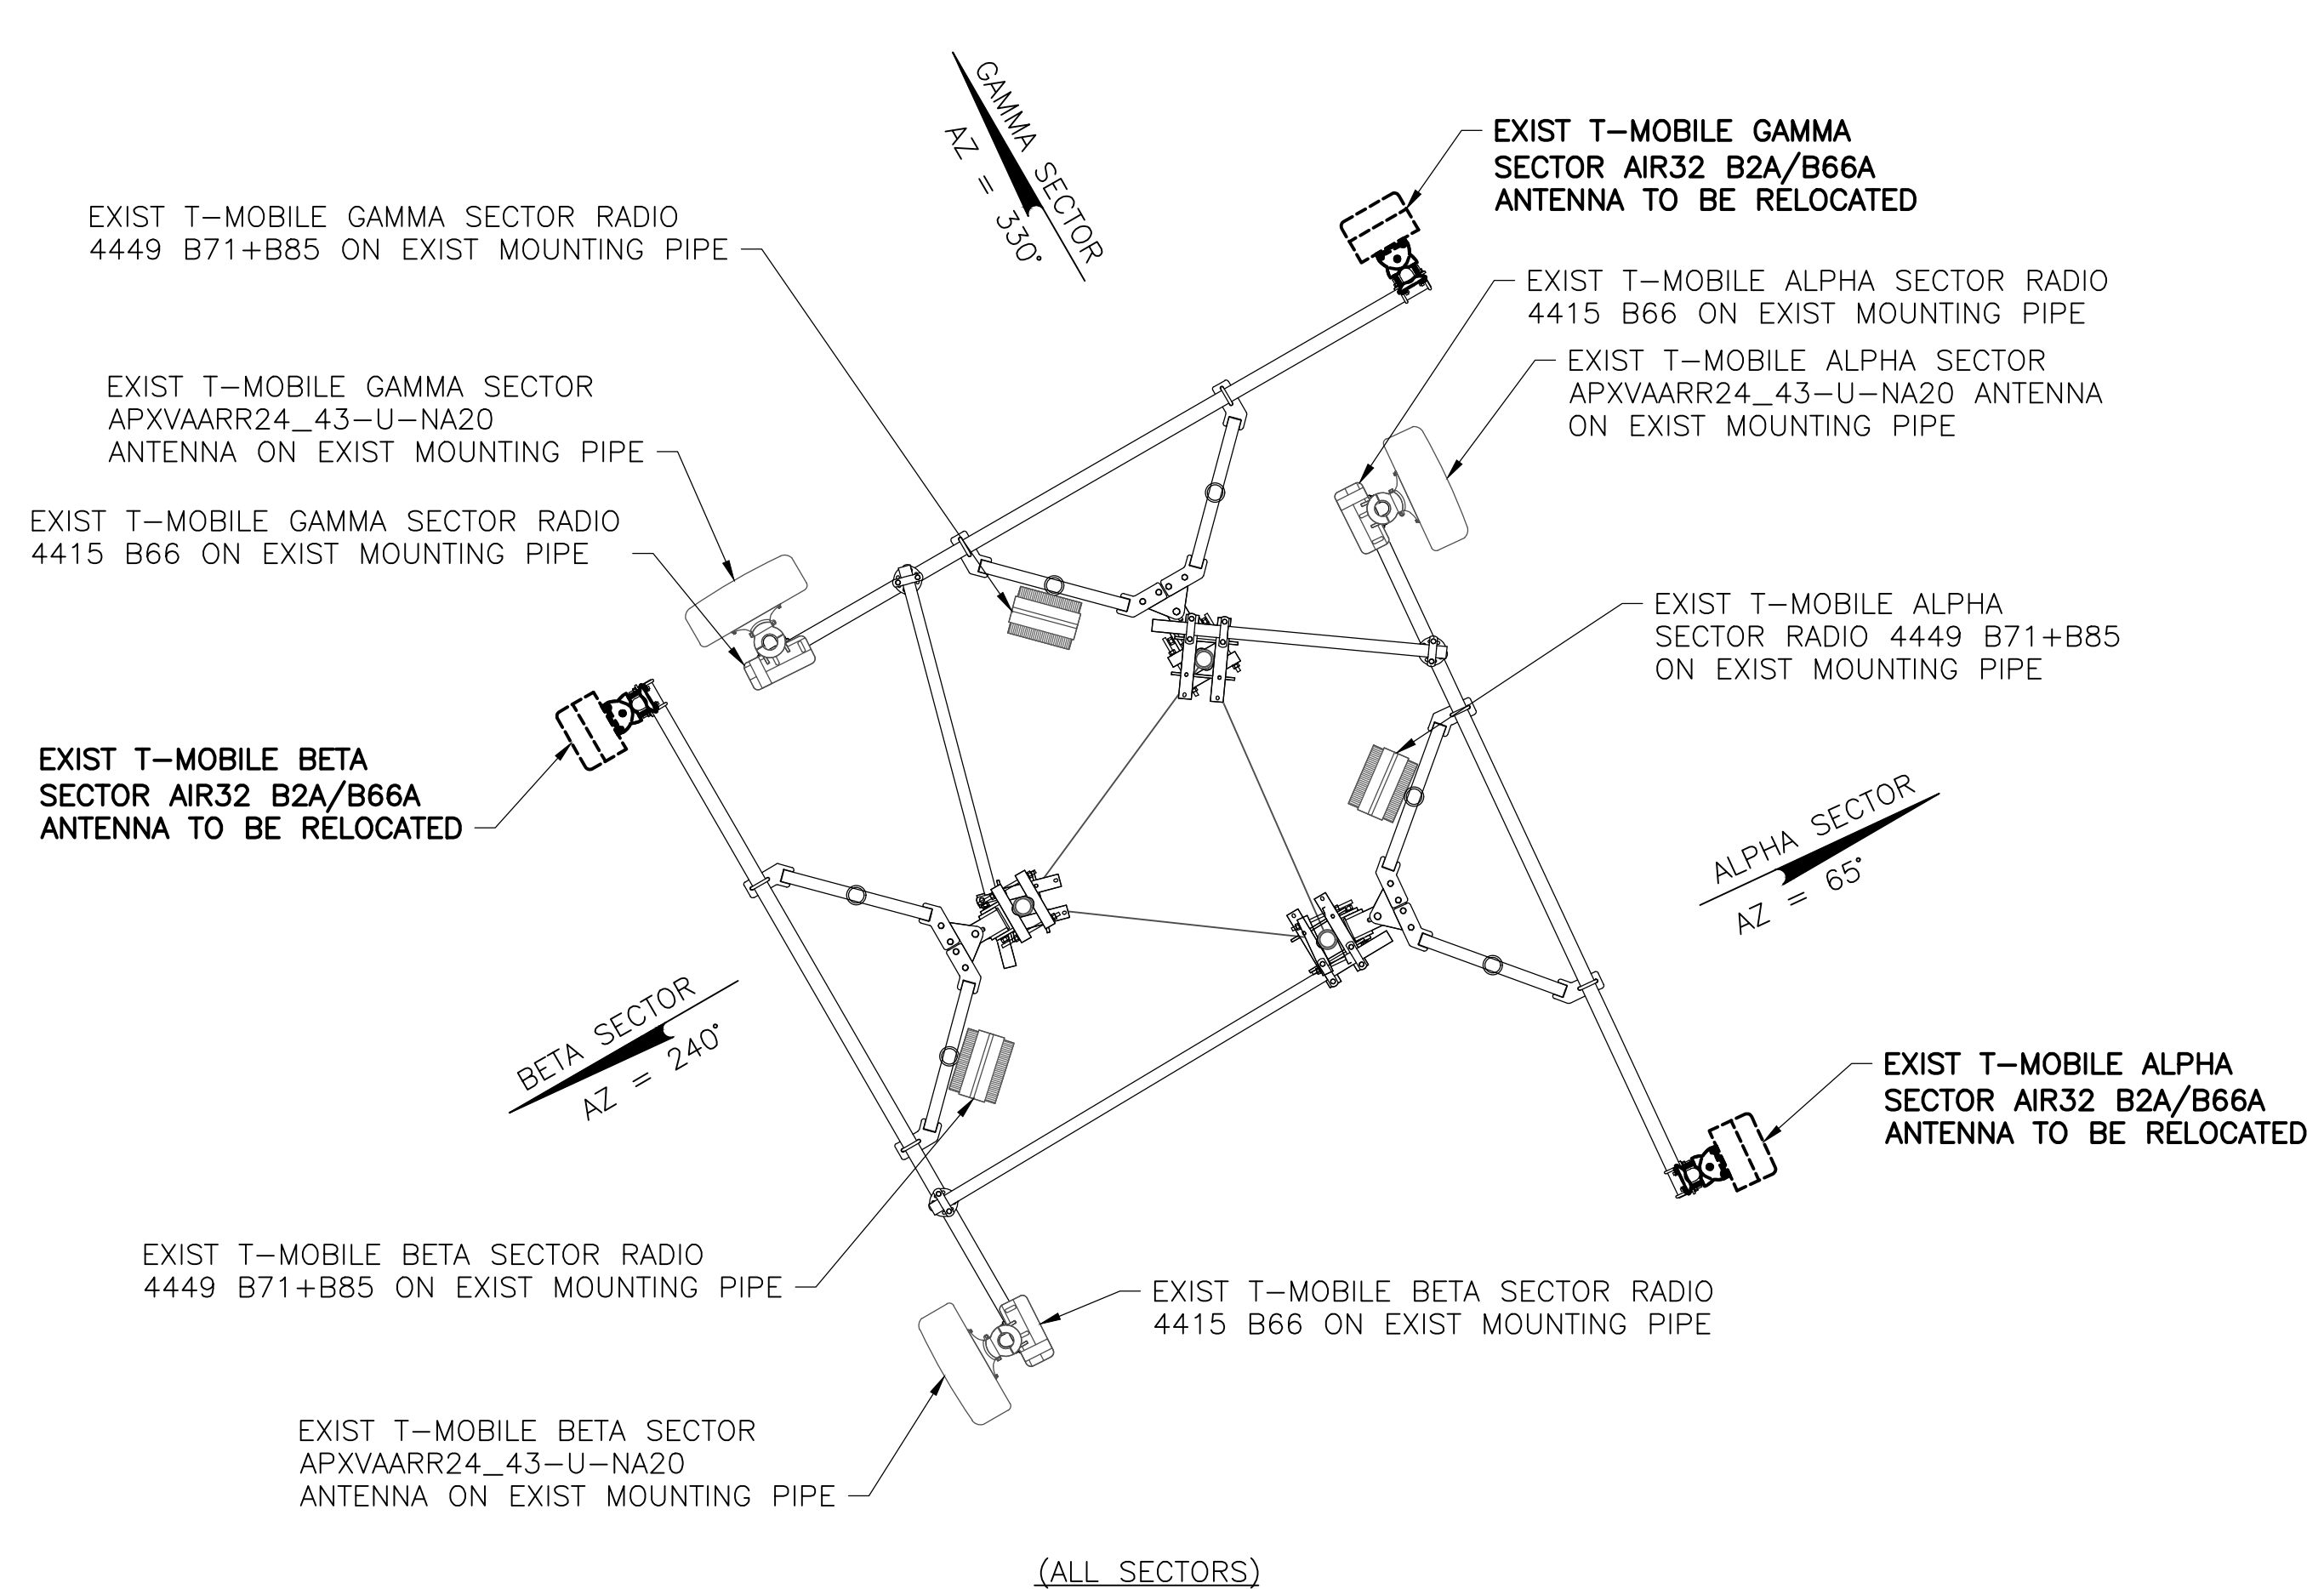 GAMMA SECTOR
AZ = 330°
EXIST T-MOBILE GAMMA
SECTOR AIR32 B2A/B66A
ANTENNA TO BE RELOCATED
EXIST T-MOBILE GAMMA SECTOR RADIO
4449 B71+B85 ON EXIST MOUNTING PIPE
EXIST T-MOBILE ALPHA SECTOR RADIO
4415 B66 ON EXIST MOUNTING PIPE
EXIST T-MOBILE ALPHA SECTOR
APXVAARR24_43-U-NA20 ANTENNA
ON EXIST MOUNTING PIPE
EXIST T-MOBILE GAMMA SECTOR
APXVAARR24_43-U-NA20
ANTENNA ON EXIST MOUNTING PIPE
EXIST T-MOBILE GAMMA SECTOR RADIO
4415 B66 ON EXIST MOUNTING PIPE
EXIST T-MOBILE ALPHA
SECTOR RADIO 4449 B71+B85
ON EXIST MOUNTING PIPE
EXIST T-MOBILE BETA
SECTOR AIR32 B2A/B66A
ANTENNA TO BE RELOCATED
ALPHA SECTOR
AZ = 65°
BETA SECTOR
AZ = 240°
EXIST T-MOBILE ALPHA
SECTOR AIR32 B2A/B66A
ANTENNA TO BE RELOCATED
EXIST T-MOBILE BETA SECTOR RADIO
4449 B71+B85 ON EXIST MOUNTING PIPE
EXIST T-MOBILE BETA SECTOR RADIO
4415 B66 ON EXIST MOUNTING PIPE
EXIST T-MOBILE BETA SECTOR
APXVAARR24_43-U-NA20
ANTENNA ON EXIST MOUNTING PIPE
(ALL SECTORS)